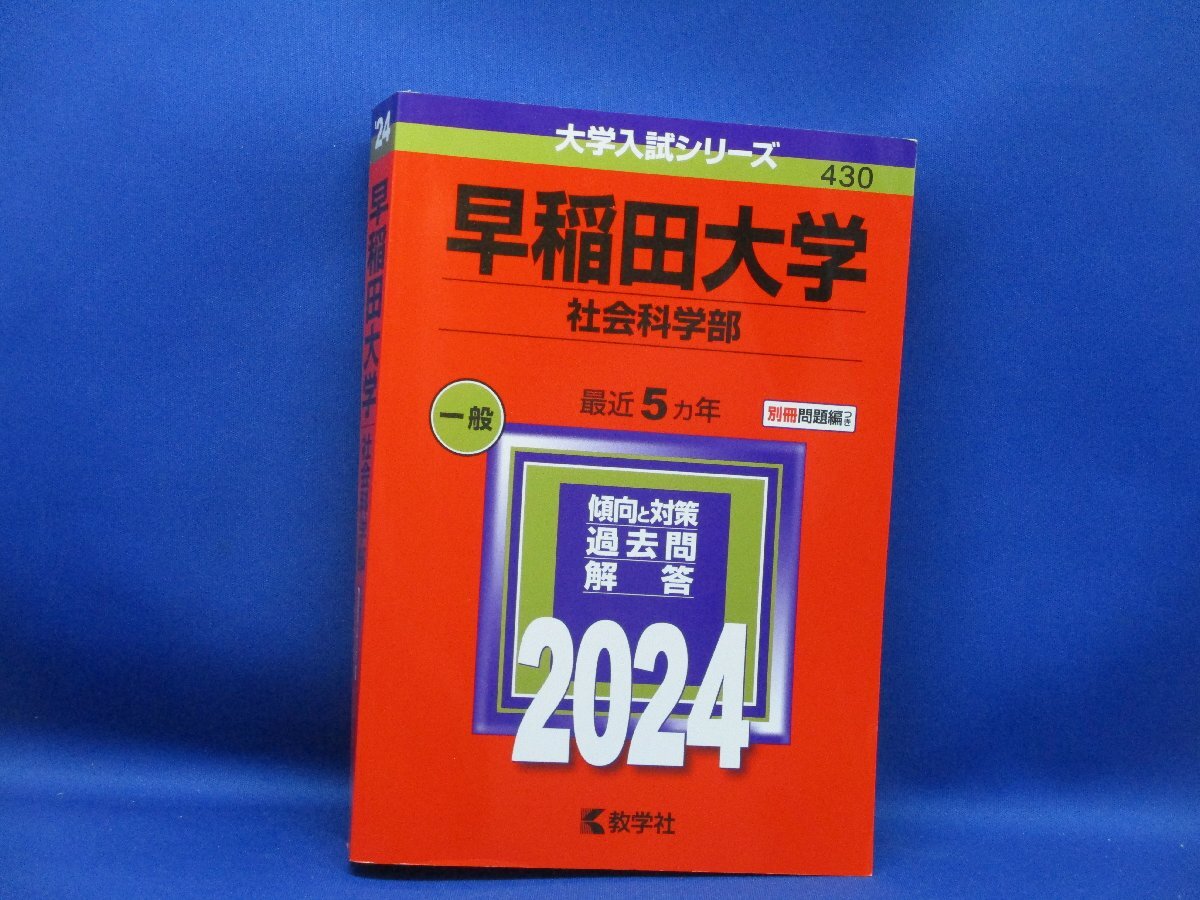 大学入試シリーズ
430
早稲田大学
社会科学部
一般
最近5ヵ年
別冊問題編つき
傾向と対策
過去問
解答
2024
教学社
'24
早稲田大学